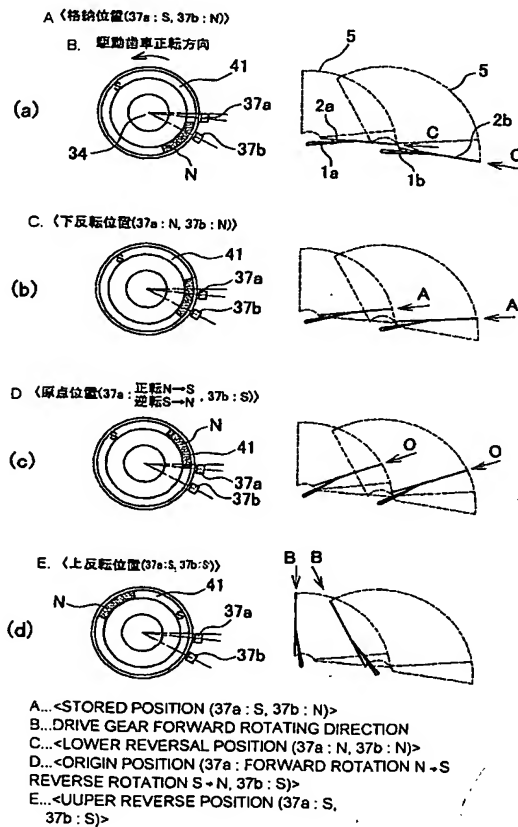 A 〈格納位置(37a : S, 37b : N)〉
B. 駆動歯車正転方向
(a)
S
41
37a
37b
34
N
5
5
2a
C
2b
1a
1b
C
C. 〈下反転位置(37a : N, 37b : N)〉
(b)
S
41
37a
37b
A
A
D 〈原点位置(37a : 正転N→S 逆転S→N , 37b : S)〉
(c)
S
N
41
37a
37b
O
O
E. 〈上反転位置(37a:S, 37b:S)〉
(d)
N
41
S
37a
37b
B
B
A...<STORED POSITION (37a : S, 37b : N)>
B...DRIVE GEAR FORWARD ROTATING DIRECTION
C...<LOWER REVERSAL POSITION (37a : N, 37b : N)>
D...<ORIGIN POSITION (37a : FORWARD ROTATION N→S
REVERSE ROTATION S→N, 37b : S)>
E...<UUPER REVERSE POSITION (37a : S,
37b : S)>